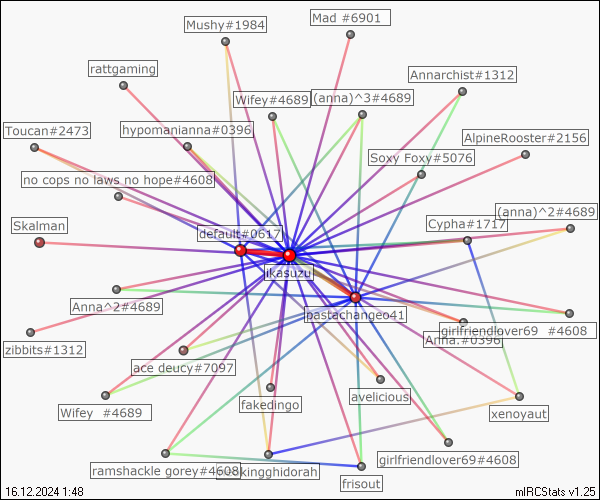 Mushy#1984
Mad #6901
rattgaming
Annarchist#1312
Wifey#4689
(anna)^3#4689
Toucan#2473
hypomanianna#0396
AlpineRooster#2156
Soxy Foxy#5076
no cops no laws no hope#4608
(anna)^2#4689
Skalman
default#0617
Cypha#1717
ikasuzu
Anna^2#4689
pastachangeo41
girlfriendlover69 #4608
Anna.#0396
zibbits#1312
ace deucy#7097
Wifey #4689
fakedingo
avelicious
xenoyaut
ramshackle gorey#4608
kingghidorah
girlfriendlover69#4608
frisout
16.12.2024 1:48
mIRCStats v1.25